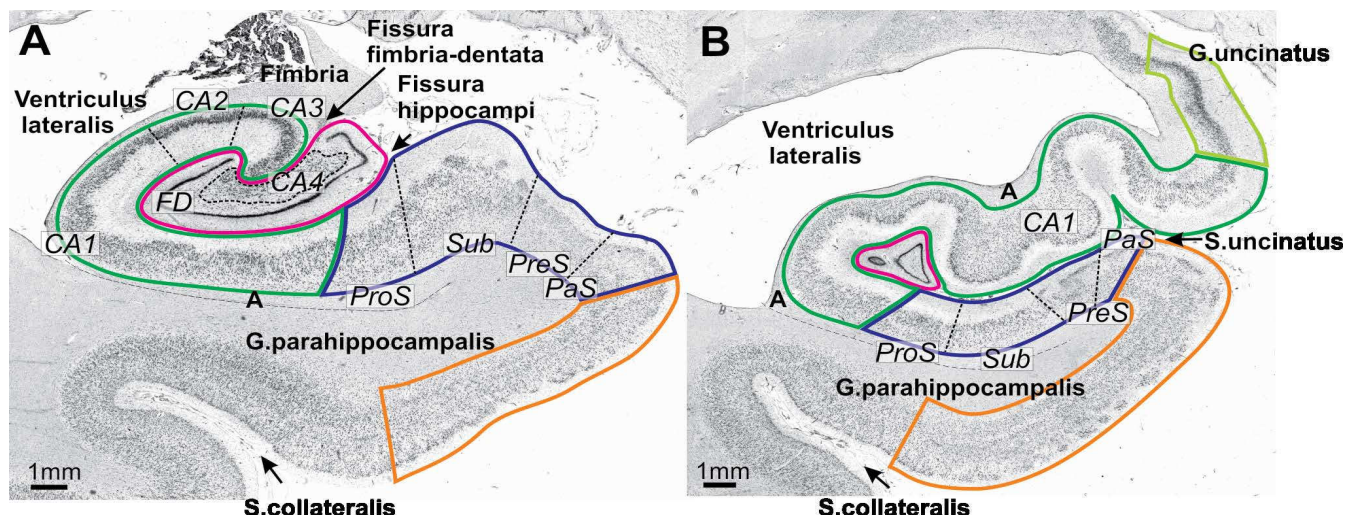 A
Fissura
fimbria-dentata
Fimbria
Fissura
hippocampi
Ventriculus
lateralis
CA2
CA3
CA4
FD
CA1
Sub
PreS
A
ProS
PaS
G.parahippocampalis
1mm
S.collateralis
B
G.uncinatus
Ventriculus
lateralis
A
CA1
PaS
S.uncinatus
A
PreS
ProS
Sub
G.parahippocampalis
1mm
S.collateralis